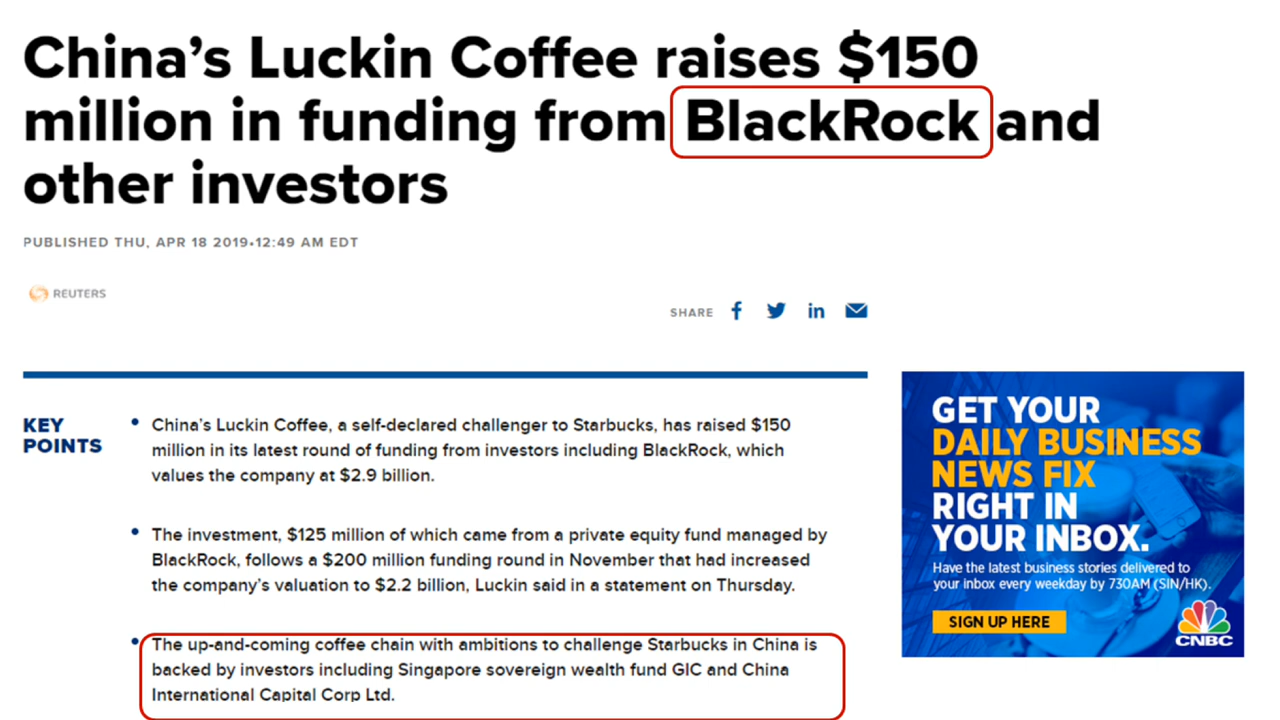 China's Luckin Coffee raises $150
million in funding from BlackRock and
other investors
PUBLISHED THU, APR 18 2019•12:49 AM EDT
REUTERS
SHARE
KEY
POINTS
• China's Luckin Coffee, a self-declared challenger to Starbucks, has raised $150
million in its latest round of funding from investors including BlackRock, which
values the company at $2.9 billion.
• The investment, $125 million of which came from a private equity fund managed by
BlackRock, follows a $200 million funding round in November that had increased
the company's valuation to $2.2 billion, Luckin said in a statement on Thursday.
• The up-and-coming coffee chain with ambitions to challenge Starbucks in China is
backed by investors including Singapore sovereign wealth fund GIC and China
International Capital Corp Ltd.
GET YOUR
DAILY BUSINESS
NEWS FIX
RIGHT IN
YOUR INBOX.
Have the latest business stories delivered to
your inbox every weekday by 730AM (SIN/HK).
SIGN UP HERE
CNBC